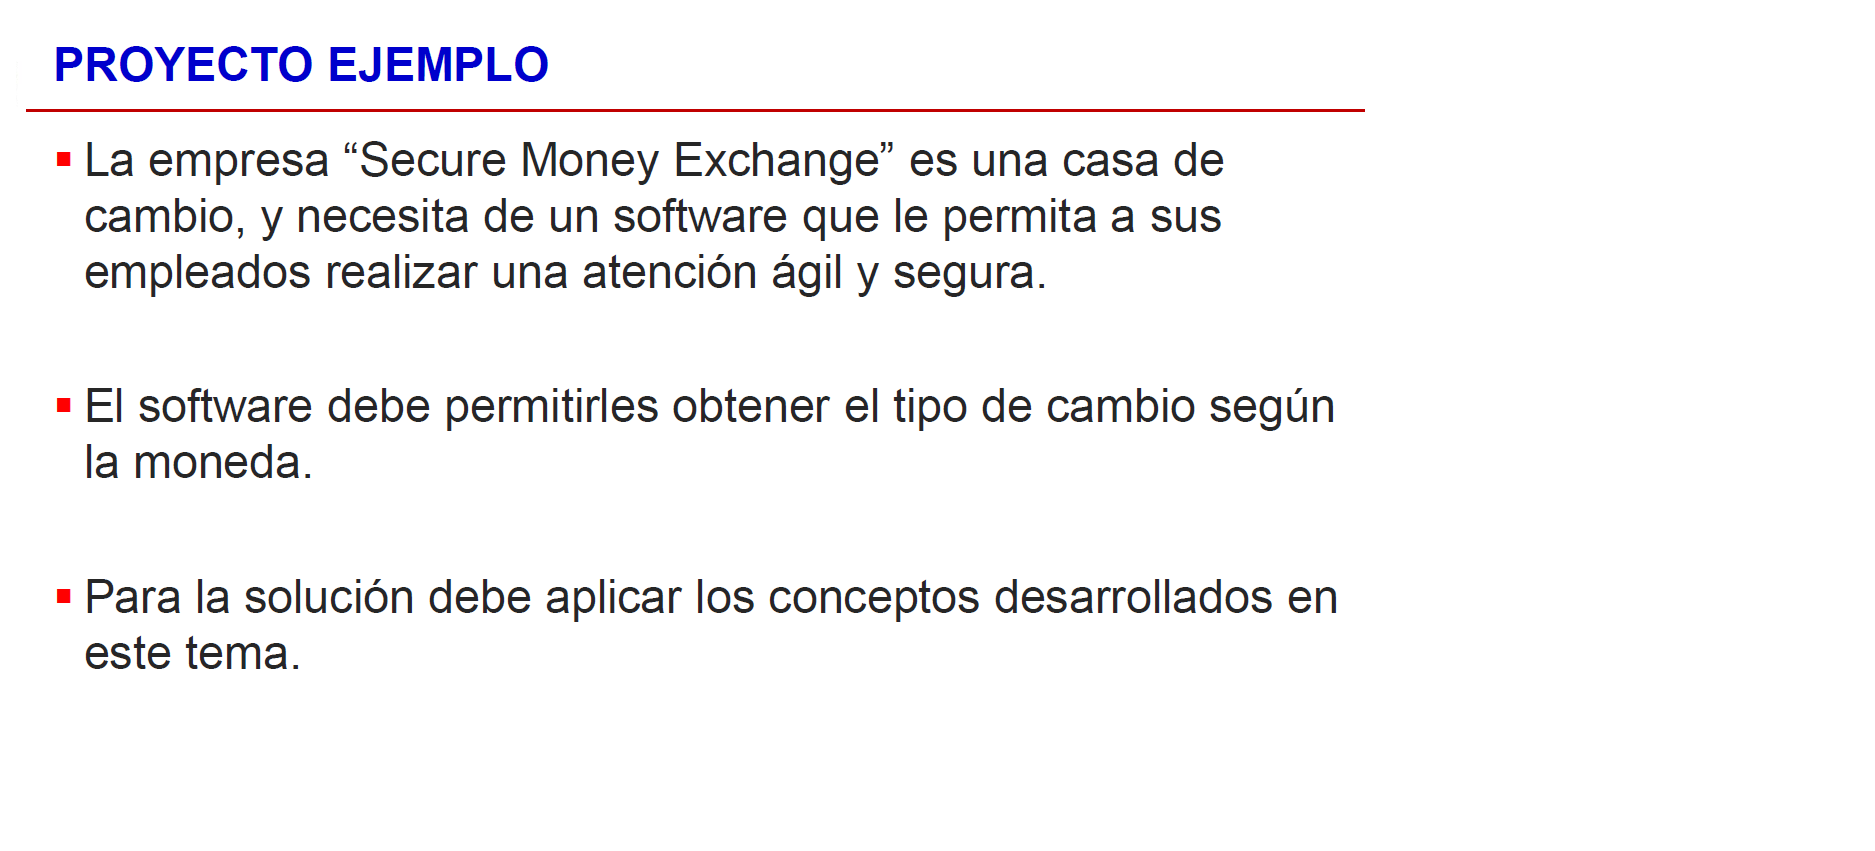 PROYECTO EJEMPLO
▪ La empresa “Secure Money Exchange” es una casa de
cambio, y necesita de un software que le permita a sus
empleados realizar una atención ágil y segura.
▪ El software debe permitirles obtener el tipo de cambio según
la moneda.
▪ Para la solución debe aplicar los conceptos desarrollados en
este tema.